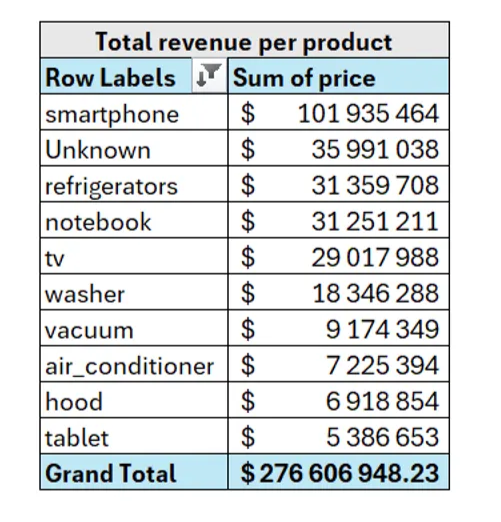 Total revenue per product
Row Labels Sum of price
smartphone $ 101 935 464
Unknown $ 35 991 038
refrigerators $ 31 359 708
notebook $ 31 251 211
tv $ 29 017 988
washer $ 18 346 288
vacuum $ 9 174 349
air_conditioner $ 7 225 394
hood $ 6 918 854
tablet $ 5 386 653
Grand Total $ 276 606 948.23